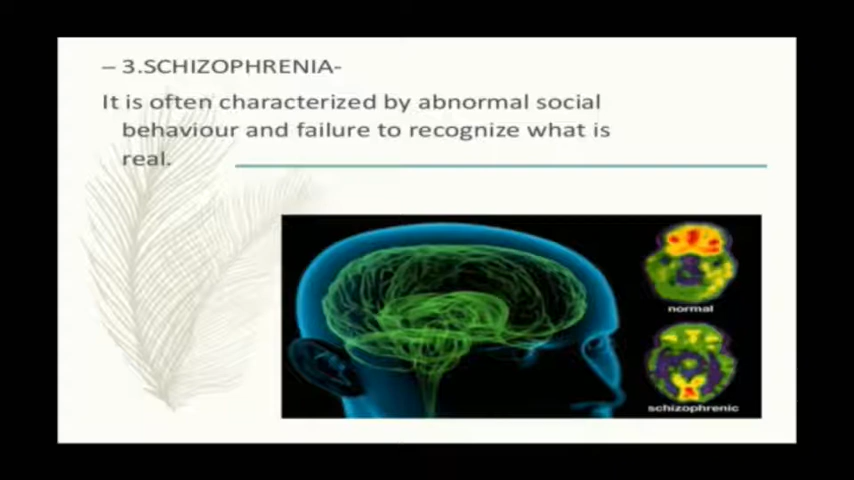 – 3.SCHIZOPHRENIA-
It is often characterized by abnormal social
behaviour and failure to recognize what is
real.
normal
schizophrenic